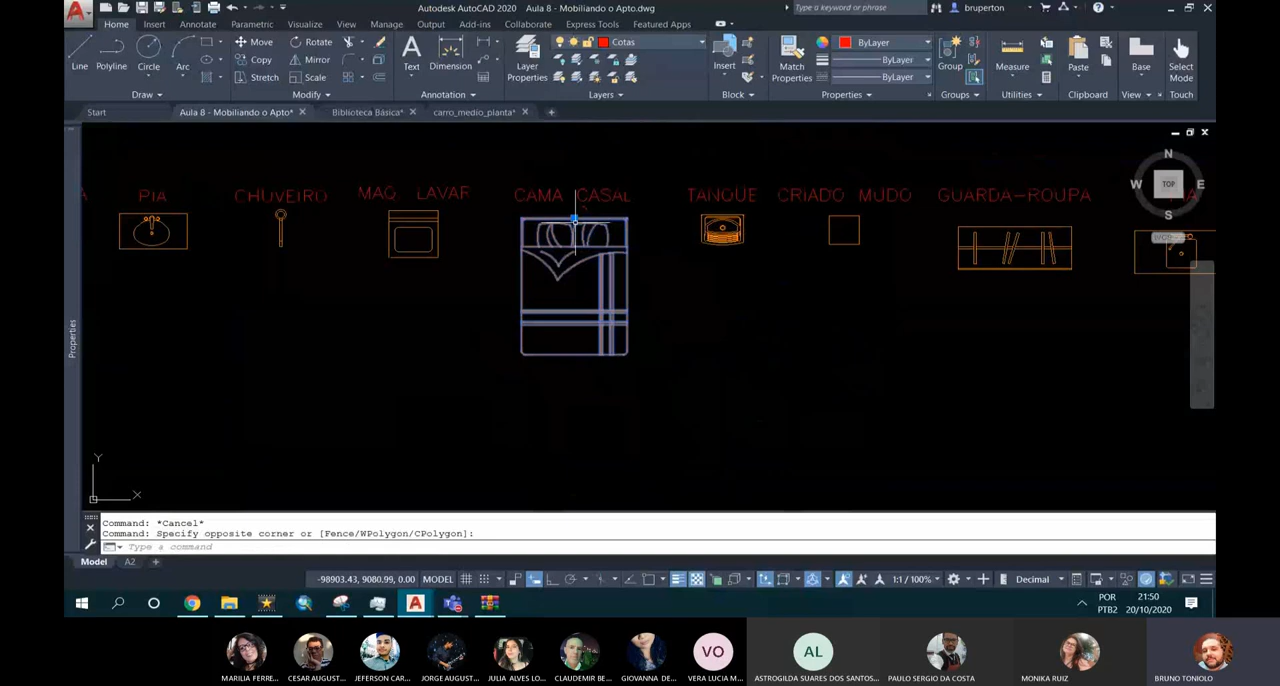 Autodesk AutoCAD 2020 Aula 8 - Mobiliando o Apto.dwg
Type a keyword or phrase
bruperton
Home Insert Annotate Parametric Visualize View Manage Output Add-ins Collaborate Express Tools Featured Apps
Line Polyline Circle Arc
Move Rotate
Copy Mirror
Stretch Scale
Text Dimension
Layer Properties
Cotas
Insert
Match Properties
ByLayer
ByLayer
ByLayer
Group
Measure
Paste
Base
Select Mode
Draw Modify Annotation Layers Block Properties Groups Utilities Clipboard View Touch
Start Aula 8 - Mobiliando o Apto* Biblioteca Básica* carro_medio_planta*
PIA CHUVEIRO MAQ LAVAR CAMA CASAL TANQUE CRIADO MUDO GUARDA-ROUPA
N
W TOP E
S
WCS
Properties
Y
X
Command: *Cancel*
Command: Specify opposite corner or [Fence/WPolygon/CPolygon]:
Type a command
Model A2 +
-98903.43, 9080.99, 0.00 MODEL 1:1 / 100% Decimal
POR
PTB2
21:50
20/10/2020
VO
AL
MARILIA FERRE... CESAR AUGUST... JEFERSON CAR... JORGE AUGUST... JULIA ALVES LO... CLAUDEMIR BE... GIOVANNA DE... VERA LUCIA M... ASTROGILDA SUARES DOS SANTOS... PAULO SERGIO DA COSTA MONIKA RUIZ BRUNO TONIOLO